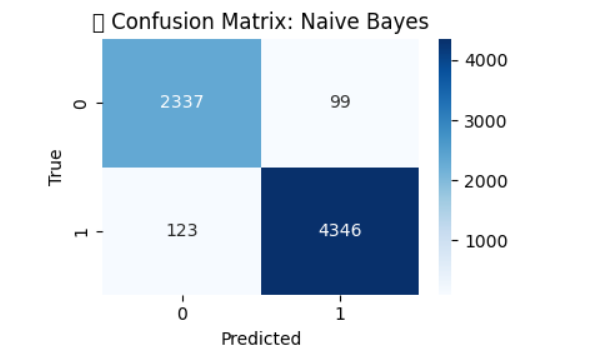 ▯ Confusion Matrix: Naive Bayes
4000
0 2337 99
3000
True
2000
1 123 4346
1000
0 1
Predicted